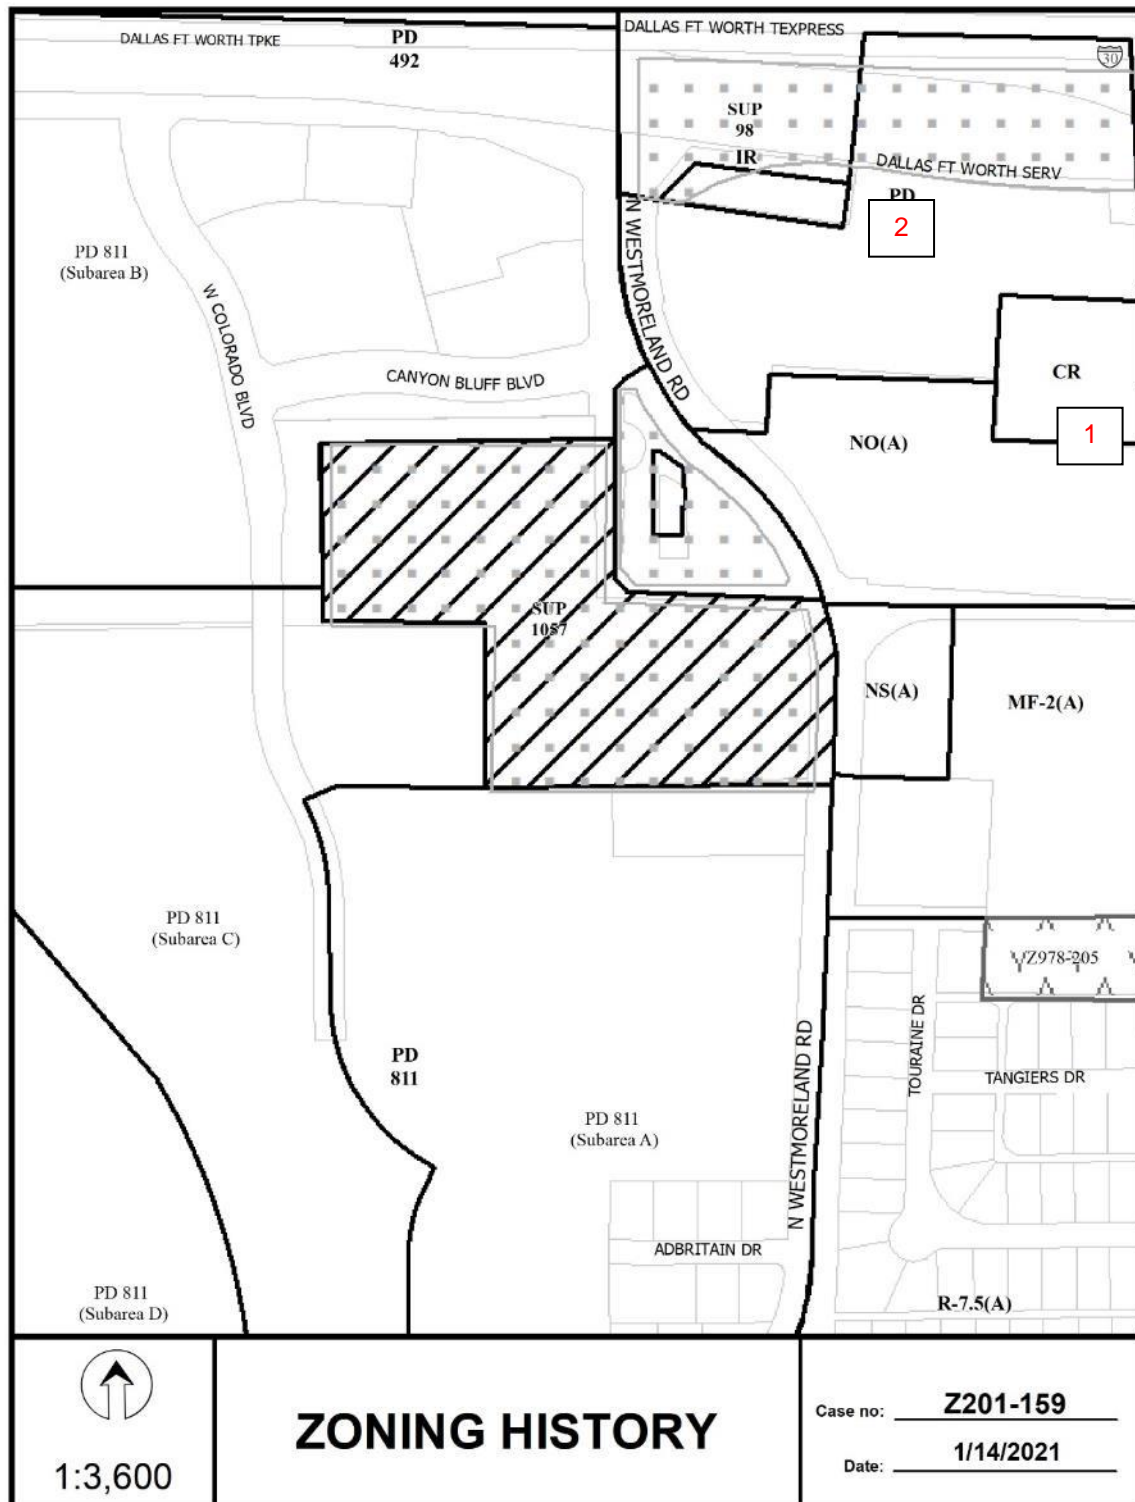 DALLAS FT WORTH TPKE
PD
492
DALLAS FT WORTH TEXPRESS
30
SUP
98
IR
DALLAS FT WORTH SERV
PD
2
PD 811
(Subarea B)
W COLORADO BLVD
N WESTMORELAND RD
CANYON BLUFF BLVD
CR
1
NO(A)
SUP
1057
NS(A)
MF-2(A)
PD 811
(Subarea C)
Z978-205
TOURAINE DR
TANGIERS DR
PD
811
PD 811
(Subarea A)
N WESTMORELAND RD
ADBRITAIN DR
PD 811
(Subarea D)
R-7.5(A)
1:3,600
ZONING HISTORY
Case no: Z201-159
Date: 1/14/2021